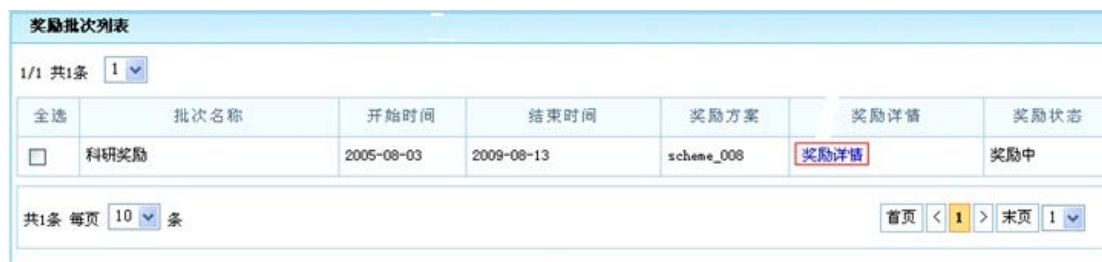 奖励批次列表
1/1 共1条 1
全选 批次名称 开始时间 结束时间 奖励方案 奖励详情 奖励状态
科研奖励 2005-08-03 2009-08-13 scheme_008 奖励详情 奖励中
共1条 每页 10 条 首页 < 1 > 末页 1